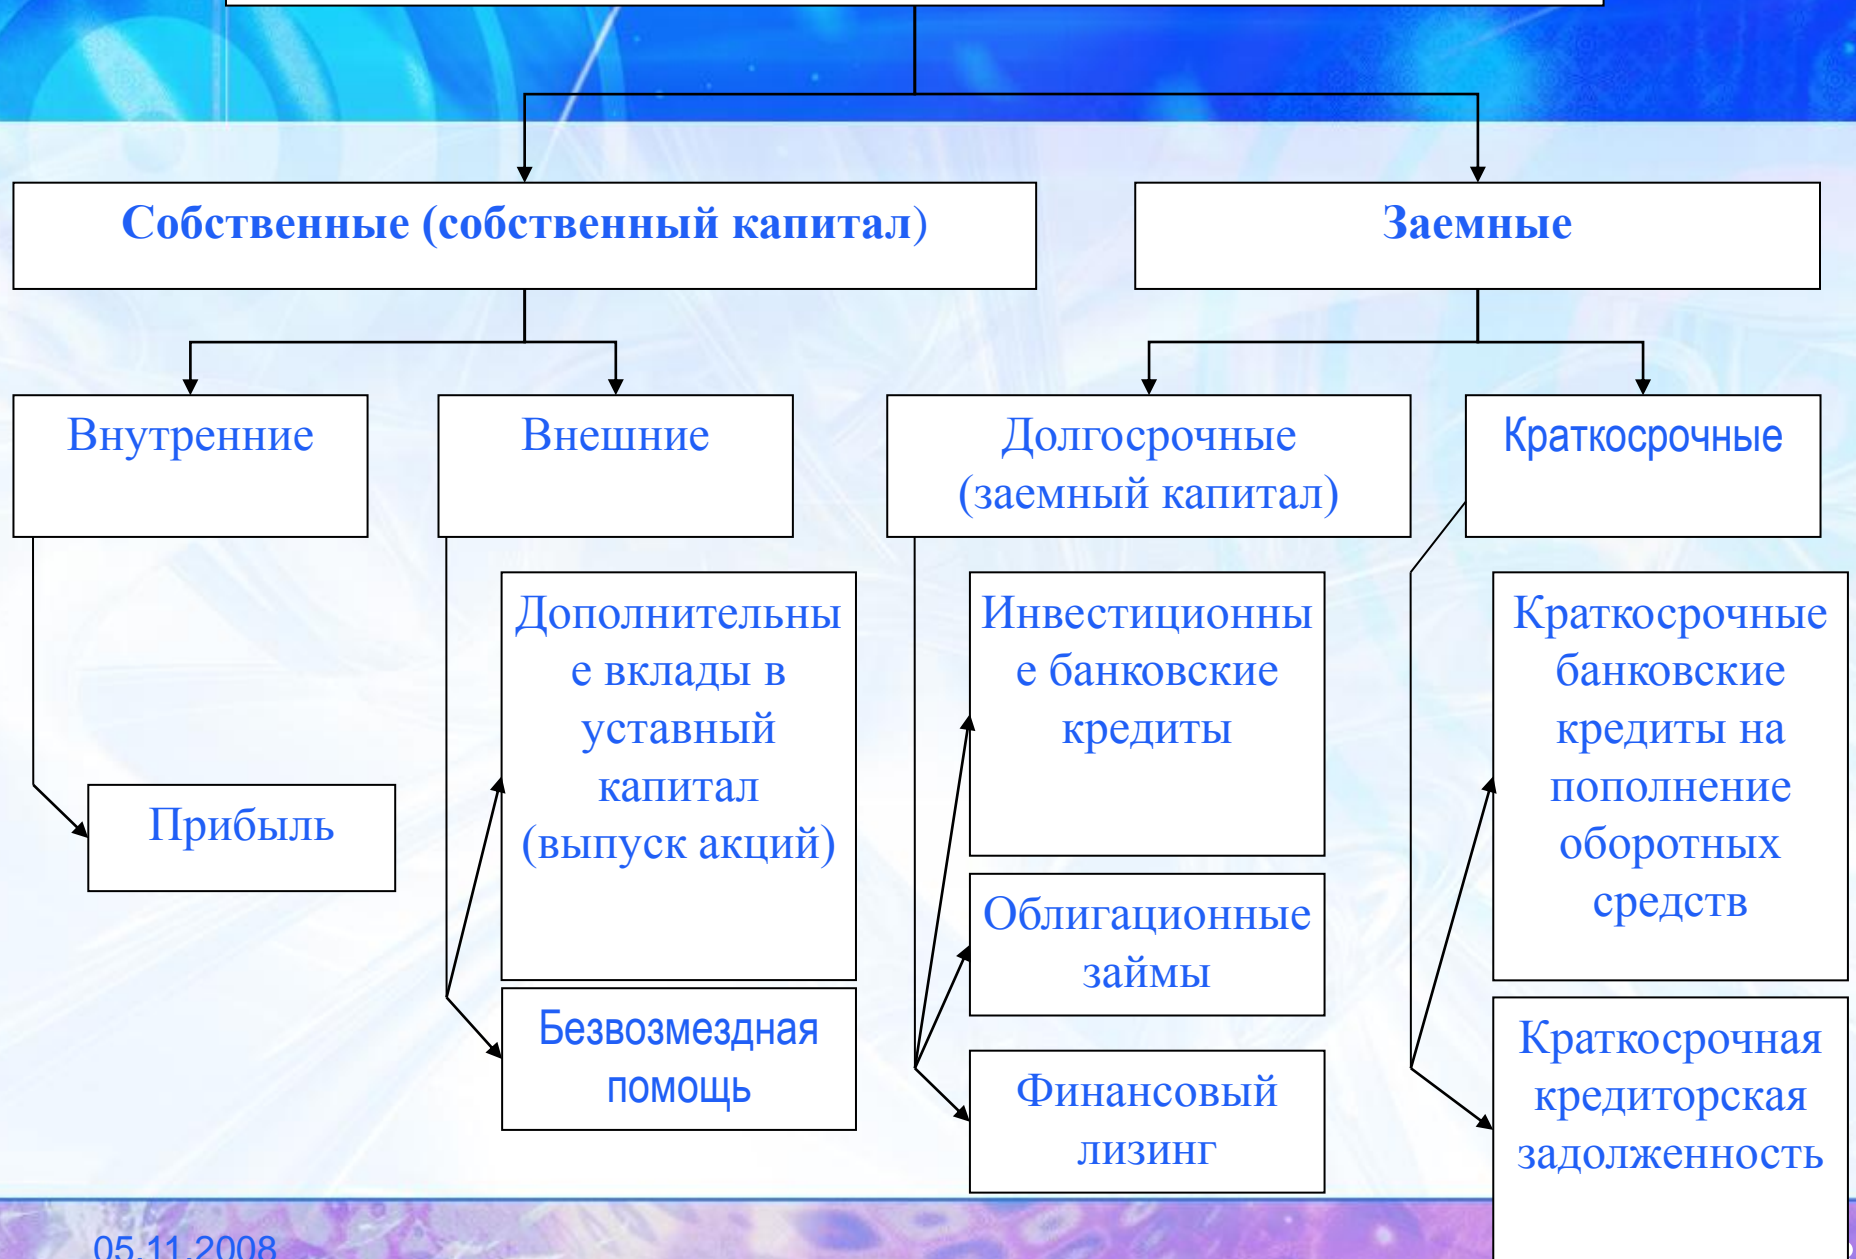 Собственные (собственный капитал)
Заемные
Внутренние
Внешние
Долгосрочные
(заемный капитал)
Краткосрочные
Прибыль
Дополнительны
е вклады в
уставный
капитал
(выпуск акций)
Безвозмездная
помощь
Инвестиционны
е банковские
кредиты
Облигационные
займы
Финансовый
лизинг
Краткосрочные
банковские
кредиты на
пополнение
оборотных
средств
Краткосрочная
кредиторская
задолженность
05.11.2008